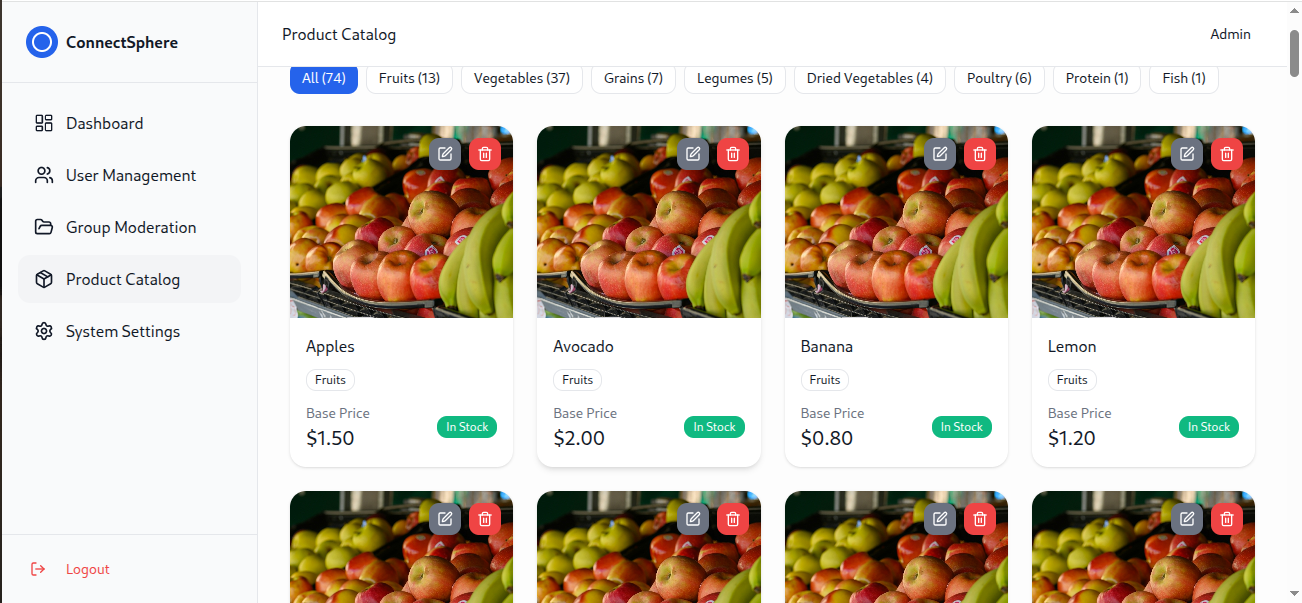 ConnectSphere
Product Catalog
Admin
Dashboard
User Management
Group Moderation
Product Catalog
System Settings
Logout
All (74)
Fruits (13)
Vegetables (37)
Grains (7)
Legumes (5)
Dried Vegetables (4)
Poultry (6)
Protein (1)
Fish (1)
Apples
Fruits
Base Price
$1.50
In Stock
Avocado
Fruits
Base Price
$2.00
In Stock
Banana
Fruits
Base Price
$0.80
In Stock
Lemon
Fruits
Base Price
$1.20
In Stock